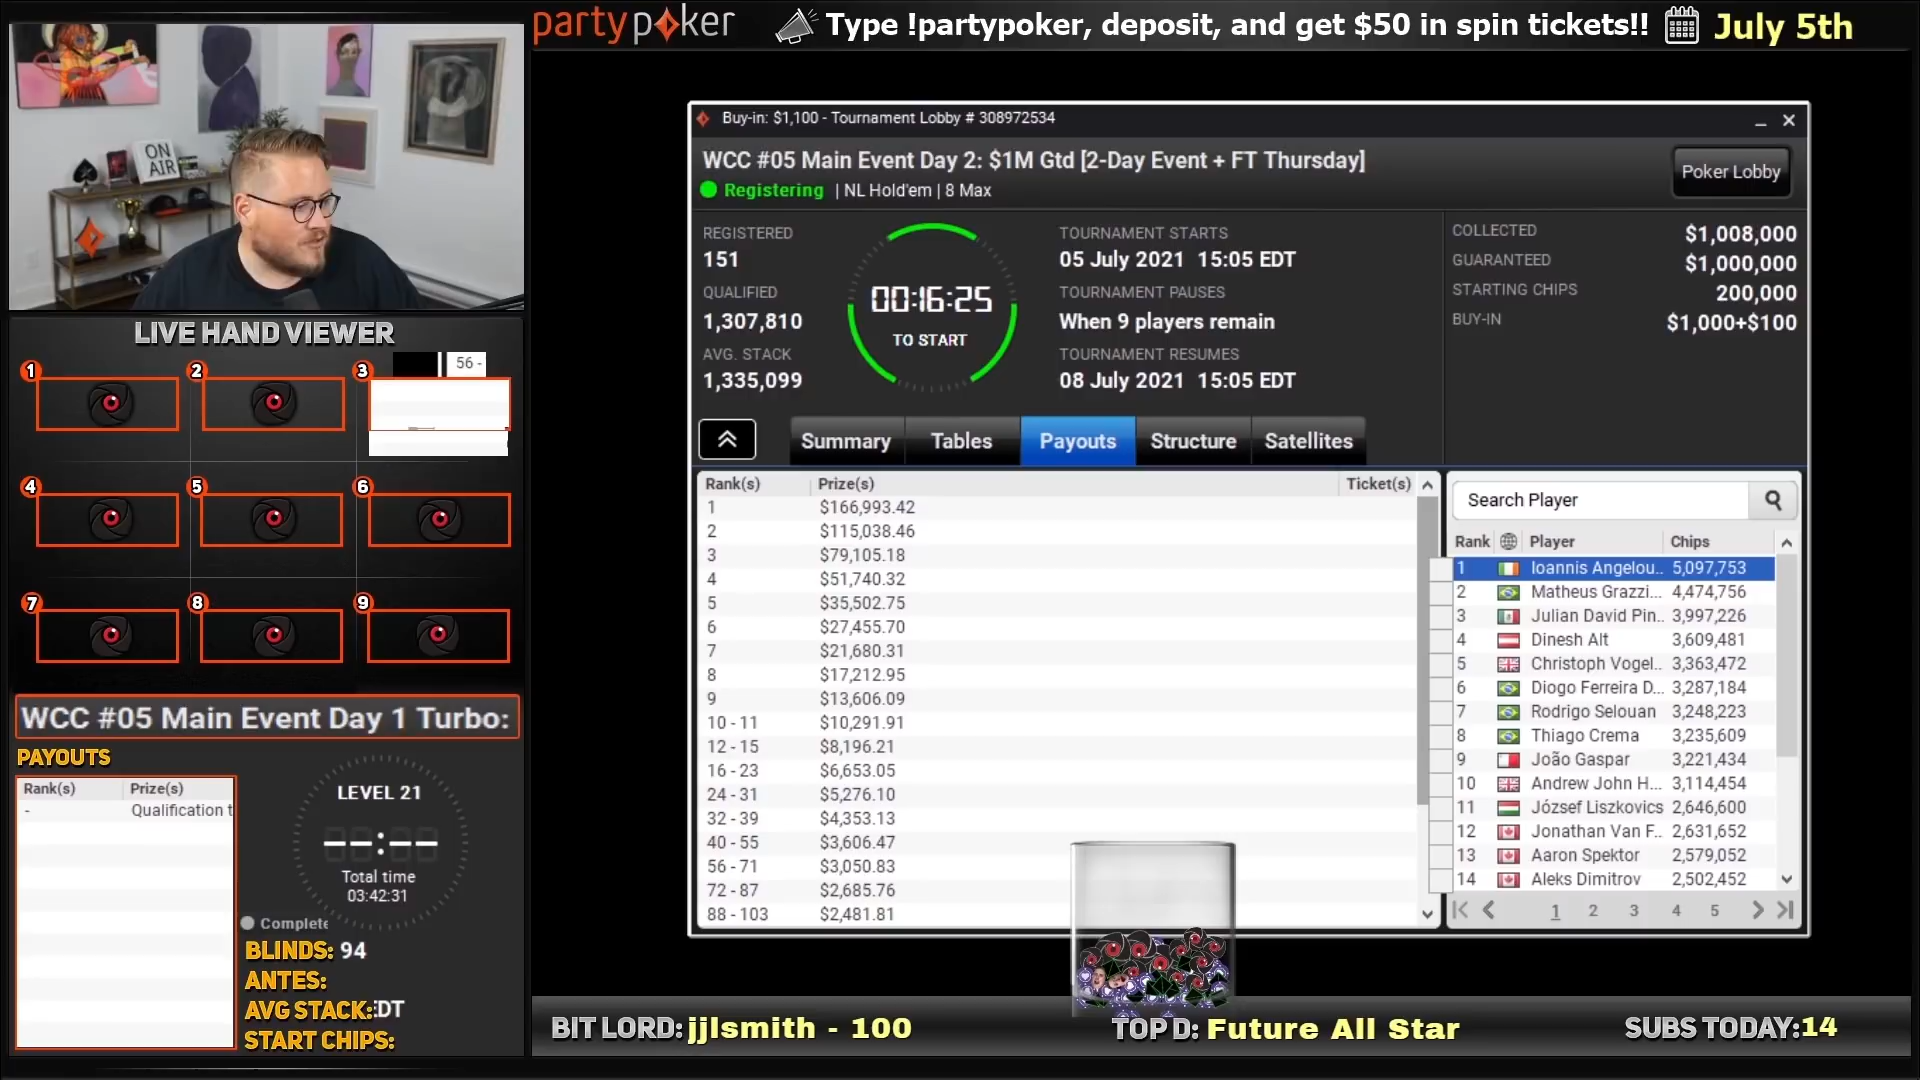 partypoker
Type !partypoker, deposit, and get $50 in spin tickets!!
July 5th
ON AIR
LIVE HAND VIEWER
1
2
3
56 -
4
5
6
7
8
9
WCC #05 Main Event Day 1 Turbo:
PAYOUTS
Rank(s) Prize(s)
- Qualification t
LEVEL 21
--:--
Total time
03:42:31
Complete
BLINDS: 94
ANTES:
AVG STACK: EDT
START CHIPS:
Buy-in: $1,100 - Tournament Lobby # 308972534
WCC #05 Main Event Day 2: $1M Gtd [2-Day Event + FT Thursday]
Registering | NL Hold'em | 8 Max
Poker Lobby
REGISTERED
151
QUALIFIED
1,307,810
AVG. STACK
1,335,099
00:16:25
TO START
TOURNAMENT STARTS
05 July 2021 15:05 EDT
TOURNAMENT PAUSES
When 9 players remain
TOURNAMENT RESUMES
08 July 2021 15:05 EDT
COLLECTED $1,008,000
GUARANTEED $1,000,000
STARTING CHIPS 200,000
BUY-IN $1,000+$100
Summary Tables Payouts Structure Satellites
Rank(s) Prize(s) Ticket(s)
1 $166,993.42
2 $115,038.46
3 $79,105.18
4 $51,740.32
5 $35,502.75
6 $27,455.70
7 $21,680.31
8 $17,212.95
9 $13,606.09
10 - 11 $10,291.91
12 - 15 $8,196.21
16 - 23 $6,653.05
24 - 31 $5,276.10
32 - 39 $4,353.13
40 - 55 $3,606.47
56 - 71 $3,050.83
72 - 87 $2,685.76
88 - 103 $2,481.81
Search Player
Rank Player Chips
1 Ioannis Angelou.. 5,097,753
2 Matheus Grazzi... 4,474,756
3 Julian David Pin.. 3,997,226
4 Dinesh Alt 3,609,481
5 Christoph Vogel.. 3,363,472
6 Diogo Ferreira D... 3,287,184
7 Rodrigo Selouan 3,248,223
8 Thiago Crema 3,235,609
9 João Gaspar 3,221,434
10 Andrew John H... 3,114,454
11 József Liszkovics 2,646,600
12 Jonathan Van F.. 2,631,652
13 Aaron Spektor 2,579,052
14 Aleks Dimitrov 2,502,452
1 2 3 4 5
BIT LORD: jjlsmith - 100
TOP D: Future All Star
SUBS TODAY:14